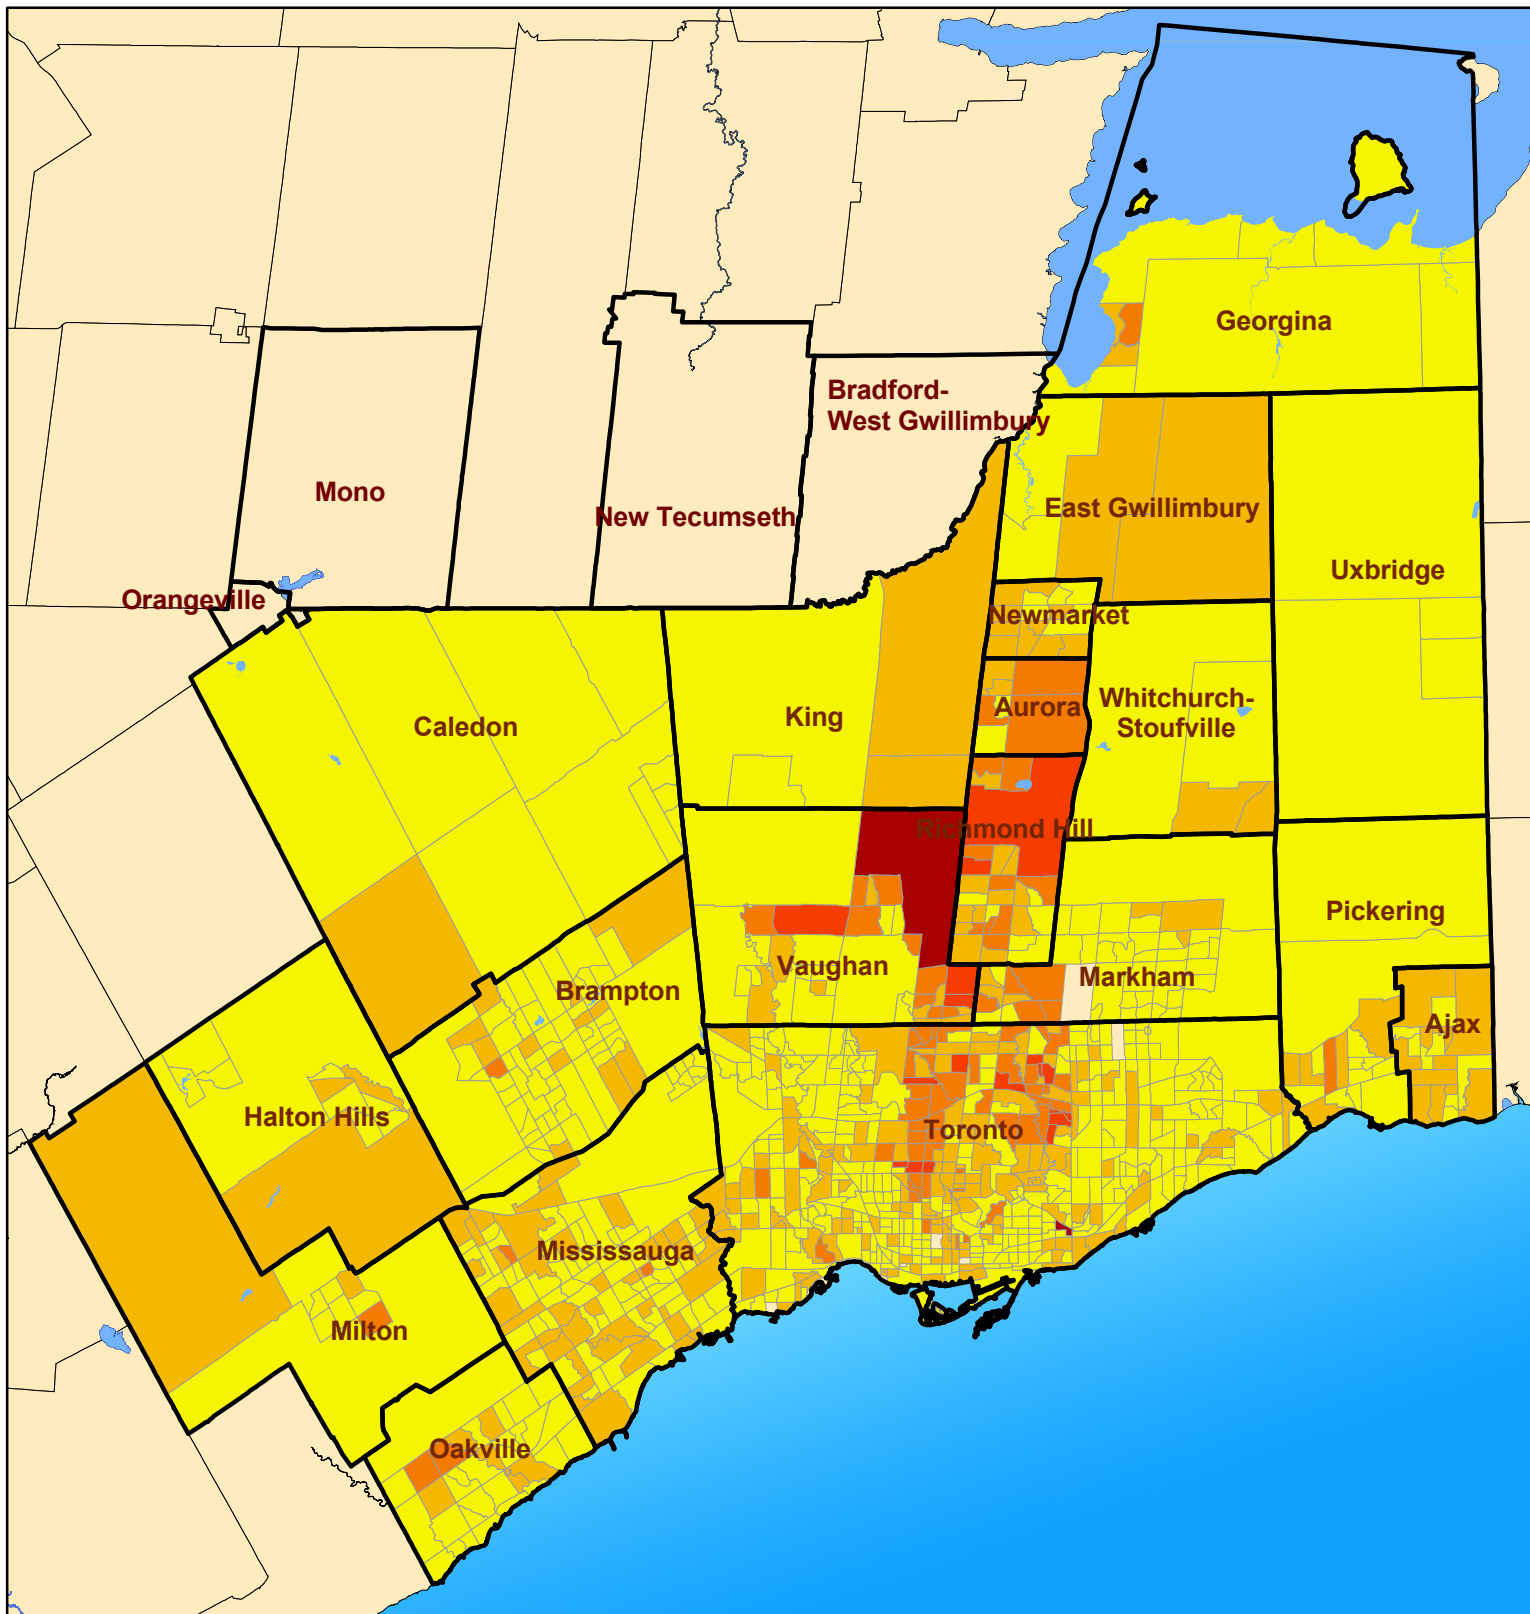 Georgina
Bradford-
West Gwillimbury
Mono
New Tecumseth
East Gwillimbury
Uxbridge
Orangeville
Newmarket
Caledon
King
Aurora
Whitchurch-
Stoufville
Richmond Hill
Pickering
Vaughan
Markham
Brampton
Ajax
Halton Hills
Toronto
Mississauga
Milton
Oakville